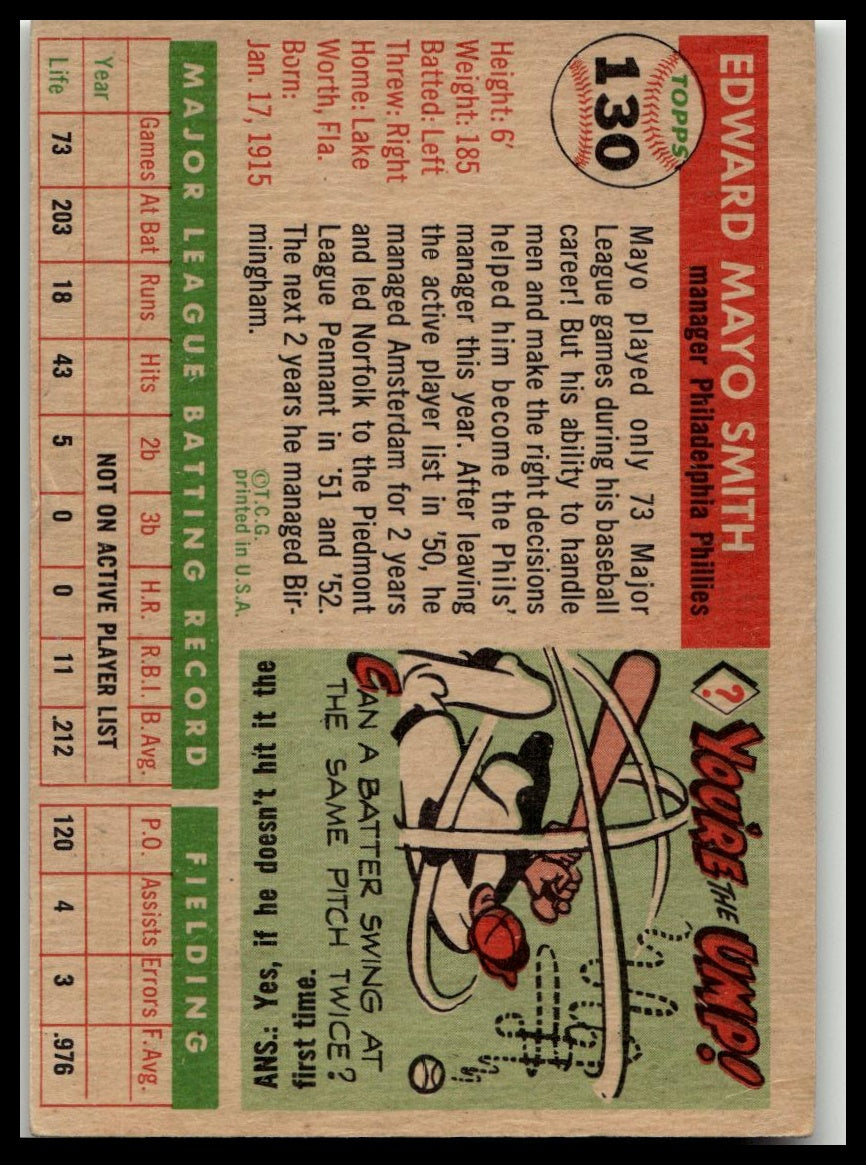 EDWARD MAYO SMITH
manager Philadelphia Phillies
TOPPS
130
Height: 6'
Weight: 185
Batted: Left
Threw: Right
Home: Lake
Worth, Fla.
Born:
Jan. 17, 1915
Mayo played only 73 Major
League games during his baseball
career! But his ability to handle
men and make the right decisions
helped him become the Phils'
manager this year. After leaving
the active player list in '50, he
managed Amsterdam for 2 years
and led Norfolk to the Piedmont
League Pennant in '51 and '52.
The next 2 years he managed Bir-
mingham.
©T.C.G.
printed in U.S.A.
? YOU'RE THE UMP!
CAN A BATTER SWING AT
THE SAME PITCH TWICE?
ANS.: Yes, if he doesn't hit it the
first time.
MAJOR LEAGUE BATTING RECORD FIELDING
Year Games At Bat Runs Hits 2b 3b H.R. R.B.I. B. Avg. P.O. Assists Errors F. Avg.
NOT ON ACTIVE PLAYER LIST
Life 73 203 18 43 5 0 0 11 .212 120 4 3 .976